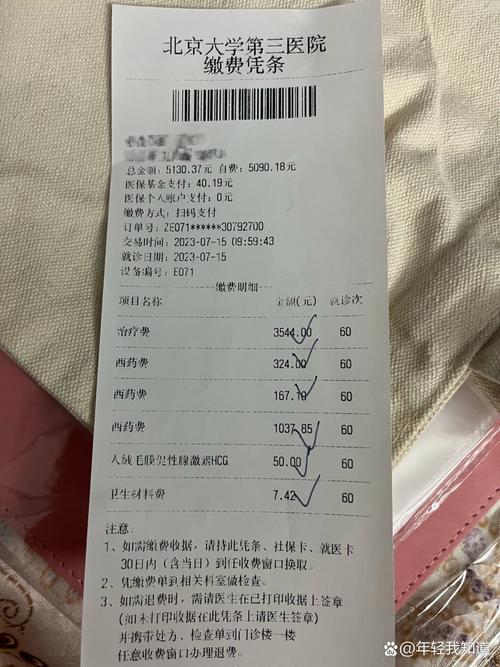 北京大学第三医院
缴费凭条
总金额: 5130.37元 自费: 5090.18元
医保基金支付: 40.19元
医保个人账户支付: 0元
缴费方式: 扫码支付
订单号: ZE071******30792700
交易时间: 2023-07-15 09:59:43
就诊日期: 2023-07-15
设备编号: E071
缴费明细
项目名称 金额(元) 就诊次
治疗费 3544.00 60
西药费 324.00 60
西药费 167.10 60
西药费 1037.85 60
人绒毛膜促性腺激素HCG 50.00 60
卫生材料费 7.42 60
注意:
1、如需缴费收据, 请持此凭条、社保卡、就医卡
30日内 (含当日) 到任收费窗口换取。
2、凭缴费单到相关科室做检查。
3、如需退费时, 需请医生在已打印收据上签章
(如未打印收据在此凭条上请医生签章)
并携带处方、检查单到门诊楼一楼
任意收费窗口办理退费。
@年轻我知道